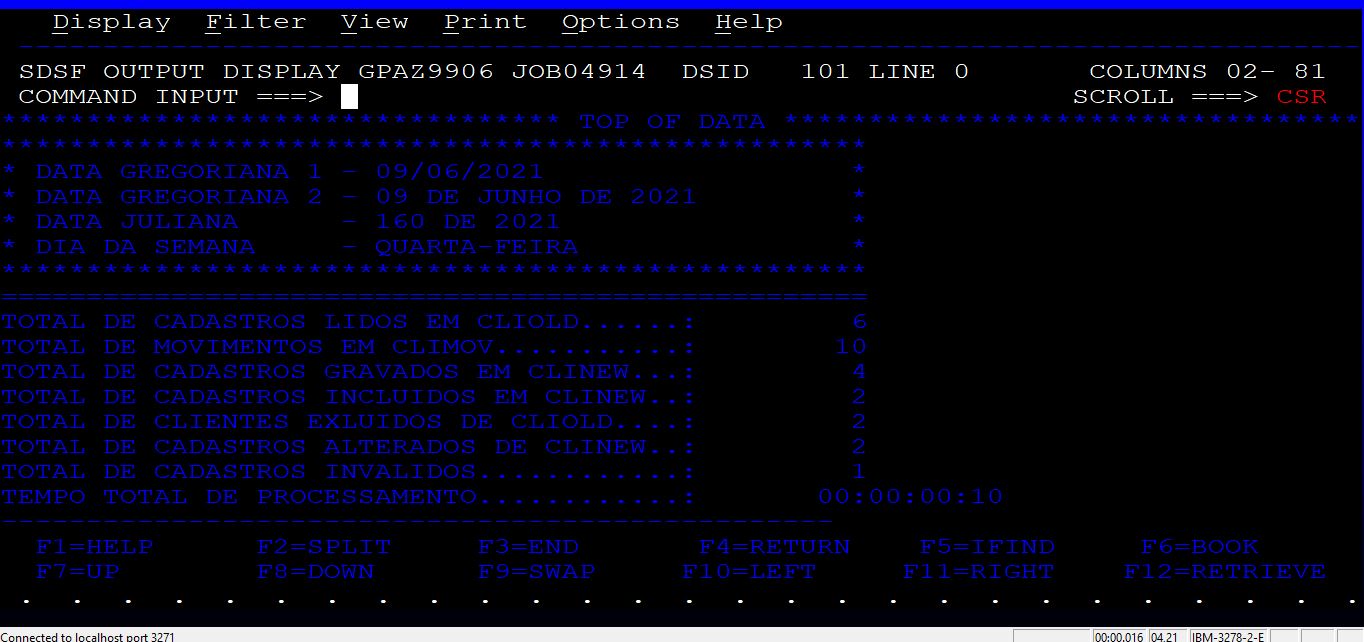 Display Filter View Print Options Help
--------------------------------------------------------------------------------
SDSF OUTPUT DISPLAY GPAZ9906 JOB04914 DSID 101 LINE 0 COLUMNS 02- 81
COMMAND INPUT ===> SCROLL ===> CSR
********************************* TOP OF DATA **********************************
***************************************************
* DATA GREGORIANA 1 - 09/06/2021 *
* DATA GREGORIANA 2 - 09 DE JUNHO DE 2021 *
* DATA JULIANA - 160 DE 2021 *
* DIA DA SEMANA - QUARTA-FEIRA *
***************************************************
===================================================
TOTAL DE CADASTROS LIDOS EM CLIOLD......: 6
TOTAL DE MOVIMENTOS EM CLIMOV...........: 10
TOTAL DE CADASTROS GRAVADOS EM CLINEW...: 4
TOTAL DE CADASTROS INCLUIDOS EM CLINEW..: 2
TOTAL DE CLIENTES EXLUIDOS DE CLIOLD....: 2
TOTAL DE CADASTROS ALTERADOS DE CLINEW..: 2
TOTAL DE CADASTROS INVALIDOS............: 1
TEMPO TOTAL DE PROCESSAMENTO............: 00:00:00:10
-------------------------------------------------
F1=HELP F2=SPLIT F3=END F4=RETURN F5=IFIND F6=BOOK
F7=UP F8=DOWN F9=SWAP F10=LEFT F11=RIGHT F12=RETRIEVE
. . . . . . . . . . . . . . . . . . . . . . . . . . .
Connected to localhost port 3271 00:00.016 04.21 IBM-3278-2-E